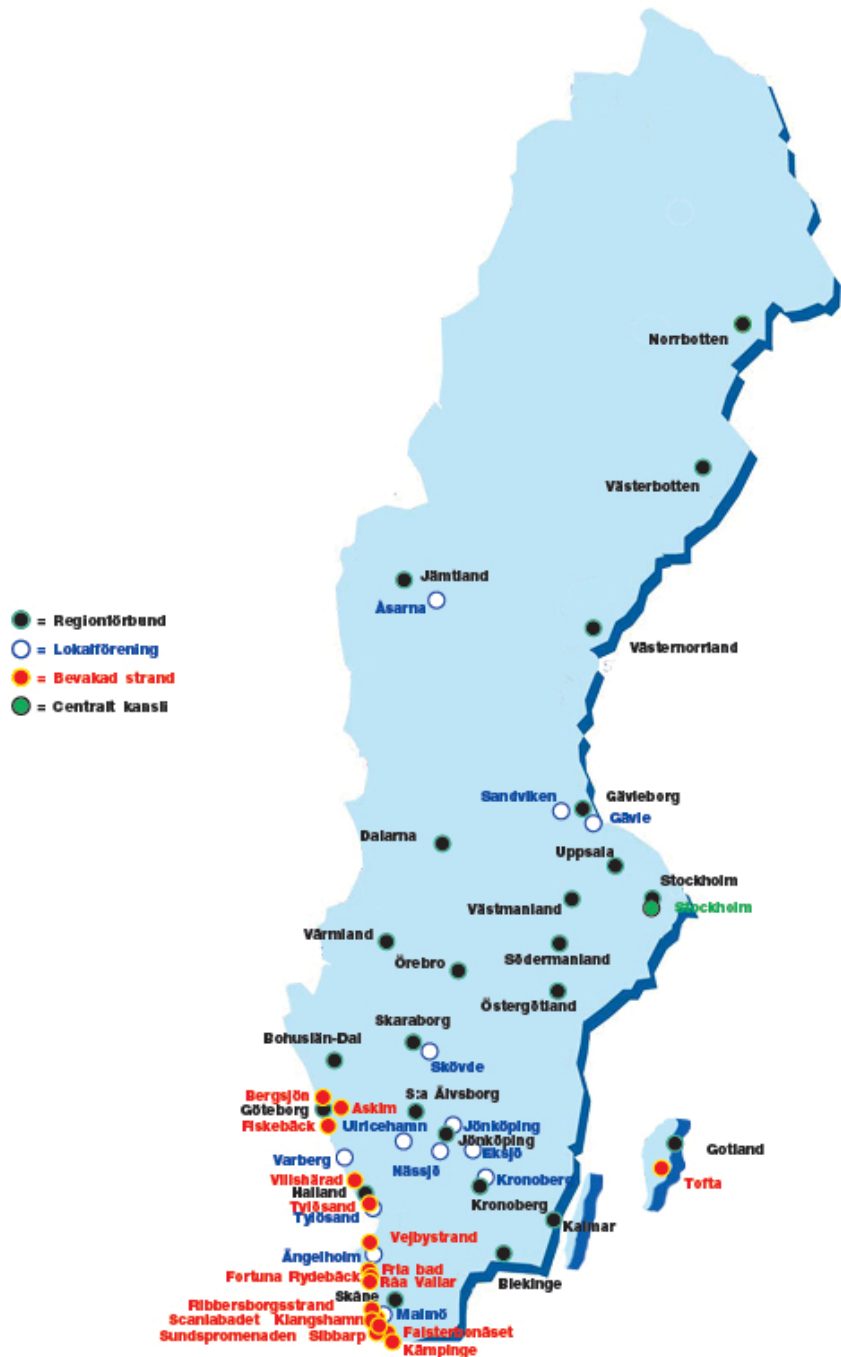 Norrbotten
Västerbotten
Jämtland
Åsarna
= Regionförbund
= Lokalförening
= Bevakad strand
= Centralt kansli
Västernorrland
Sandviken
Gävleborg
Gävle
Dalarna
Uppsala
Stockholm
Västmanland
Stockholm
Värmland
Örebro
Södermanland
Östergötland
Skaraborg
Bohuslän-Dal
Skövde
Bergsjön
S:a Älvsborg
Göteborg
Askim
Fiskebäck
Ulricehamn
Jönköping
Jönköping
Eksjö
Gotland
Varberg
Nässjö
Villshärad
Kronoberg
Tofta
Halland
Tylösand
Kronoberg
Tylösand
Kalmar
Vejbystrand
Ängelholm
Fria bad
Fortuna Rydebäck
Råa Vallar
Blekinge
Skåne
Ribbersborgsstrand
Malmö
Scaniabadet Klangshamn
Sundspromenaden Sibbarp
Falsterbonäset
Kämpinge